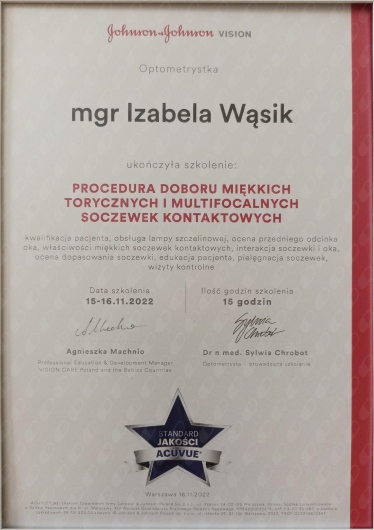 Johnson & Johnson VISION
Optometrystka
mgr Izabela Wąsik
ukończyła szkolenie:
PROCEDURA DOBORU MIĘKKICH
TORYCZNYCH I MULTIFOCALNYCH
SOCZEWEK KONTAKTOWYCH
kwalifikacja pacjenta, obsługa lampy szczelinowej, ocena przedniego odcinka
oka, właściwości miękkich soczewek kontaktowych, interakcja soczewki i oka,
ocena dopasowania soczewki, edukacja pacjenta, pielęgnacja soczewek,
wizyty kontrolne
Data szkolenia
15-16.11.2022
Ilość godzin szkolenia
15 godzin
Sylwia
Chrobot
Agnieszka Machnio
Professional Education & Development Manager
VISION CARE Poland and the Baltics Countries
Dr n med. Sylwia Chrobot
Optometrysta - prowadząca szkolenie
STANDARD
JAKOŚCI
ACUVUE®
Warszawa 16.11.2022